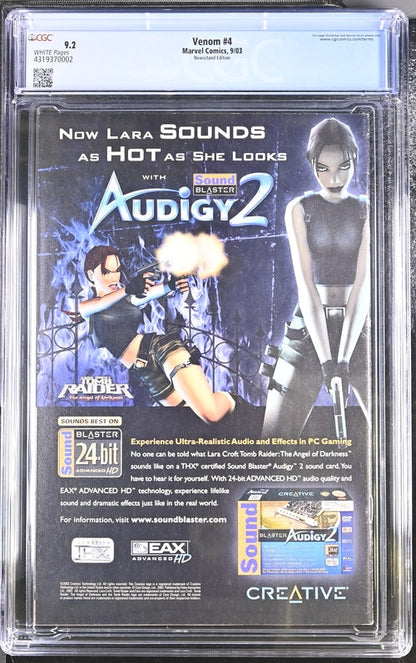 CGC
9.2
WHITE Pages
4319370002
Venom #4
Marvel Comics, 9/03
Newsstand Edition
www.cgccomics.com/terms
NOW LARA SOUNDS
AS HOT AS SHE LOOKS
WITH Sound BLASTER
AUDIGY 2
TOMB RAIDER
the angel of darkness
SOUNDS BEST ON
Sound BLASTER
24-bit
ADVANCED HD
Experience Ultra-Realistic Audio and Effects in PC Gaming
No one can be told what Lara Croft Tomb Raider: The Angel of Darkness™
sounds like on a THX® certified Sound Blaster® Audigy™ 2 sound card. You
have to hear it for yourself. With 24-bit ADVANCED HD™ audio quality and
EAX® ADVANCED HD™ technology, experience lifelike
sound and dramatic effects just like in the real world.
For information, visit www.soundblaster.com
THX
EAX
ADVANCED HD
CREATIVE
Sound BLASTER
AUDIGY 2
CREATIVE